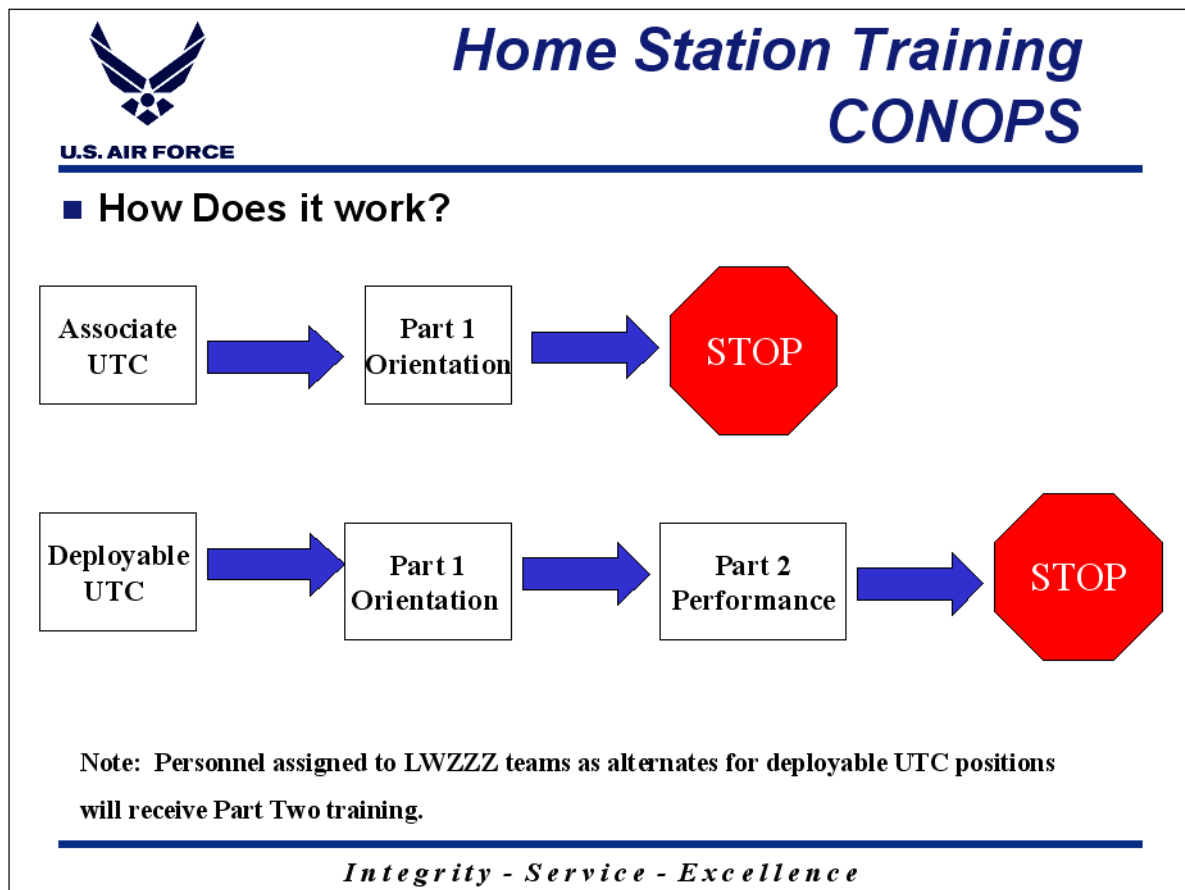 Home Station Training
CONOPS
U.S. AIR FORCE
■ How Does it work?
Associate
UTC
Part 1
Orientation
STOP
Deployable
UTC
Part 1
Orientation
Part 2
Performance
STOP
Note: Personnel assigned to LWZZZ teams as alternates for deployable UTC positions
will receive Part Two training.
Integrity - Service - Excellence